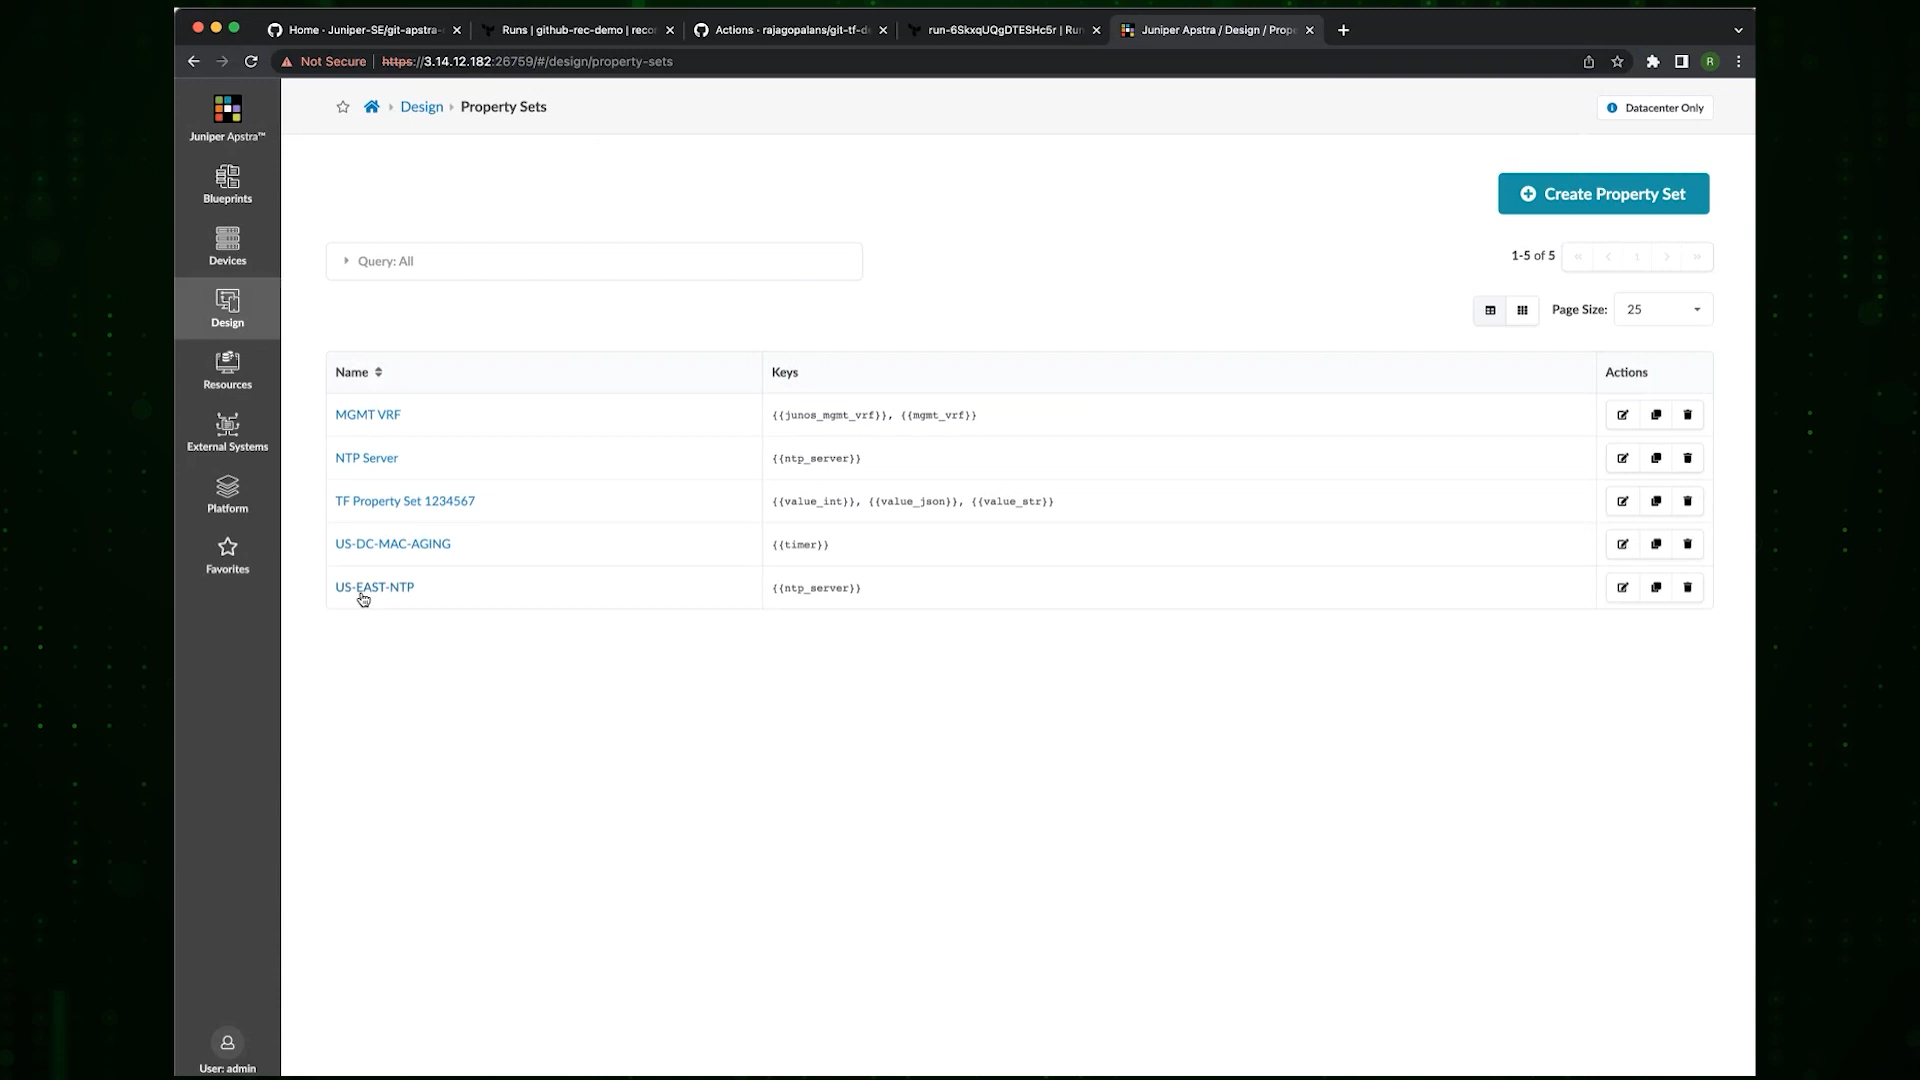 Home - Juniper-SE/git-apstra-
Runs | github-rec-demo | recor
Actions · rajagopalans/git-tf-de
run-6SkxqUQgDTESHc5r | Run
Juniper Apstra / Design / Prope
Not Secure
https://3.14.12.182:26759/#/design/property-sets
R
Juniper Apstra™
Blueprints
Devices
Design
Resources
External Systems
Platform
Favorites
User: admin
Design
Property Sets
Datacenter Only
Create Property Set
Query: All
1-5 of 5
« ‹ 1 › »
Page Size: 25
Name Keys Actions
MGMT VRF {{junos_mgmt_vrf}}, {{mgmt_vrf}}
NTP Server {{ntp_server}}
TF Property Set 1234567 {{value_int}}, {{value_json}}, {{value_str}}
US-DC-MAC-AGING {{timer}}
US-EAST-NTP {{ntp_server}}